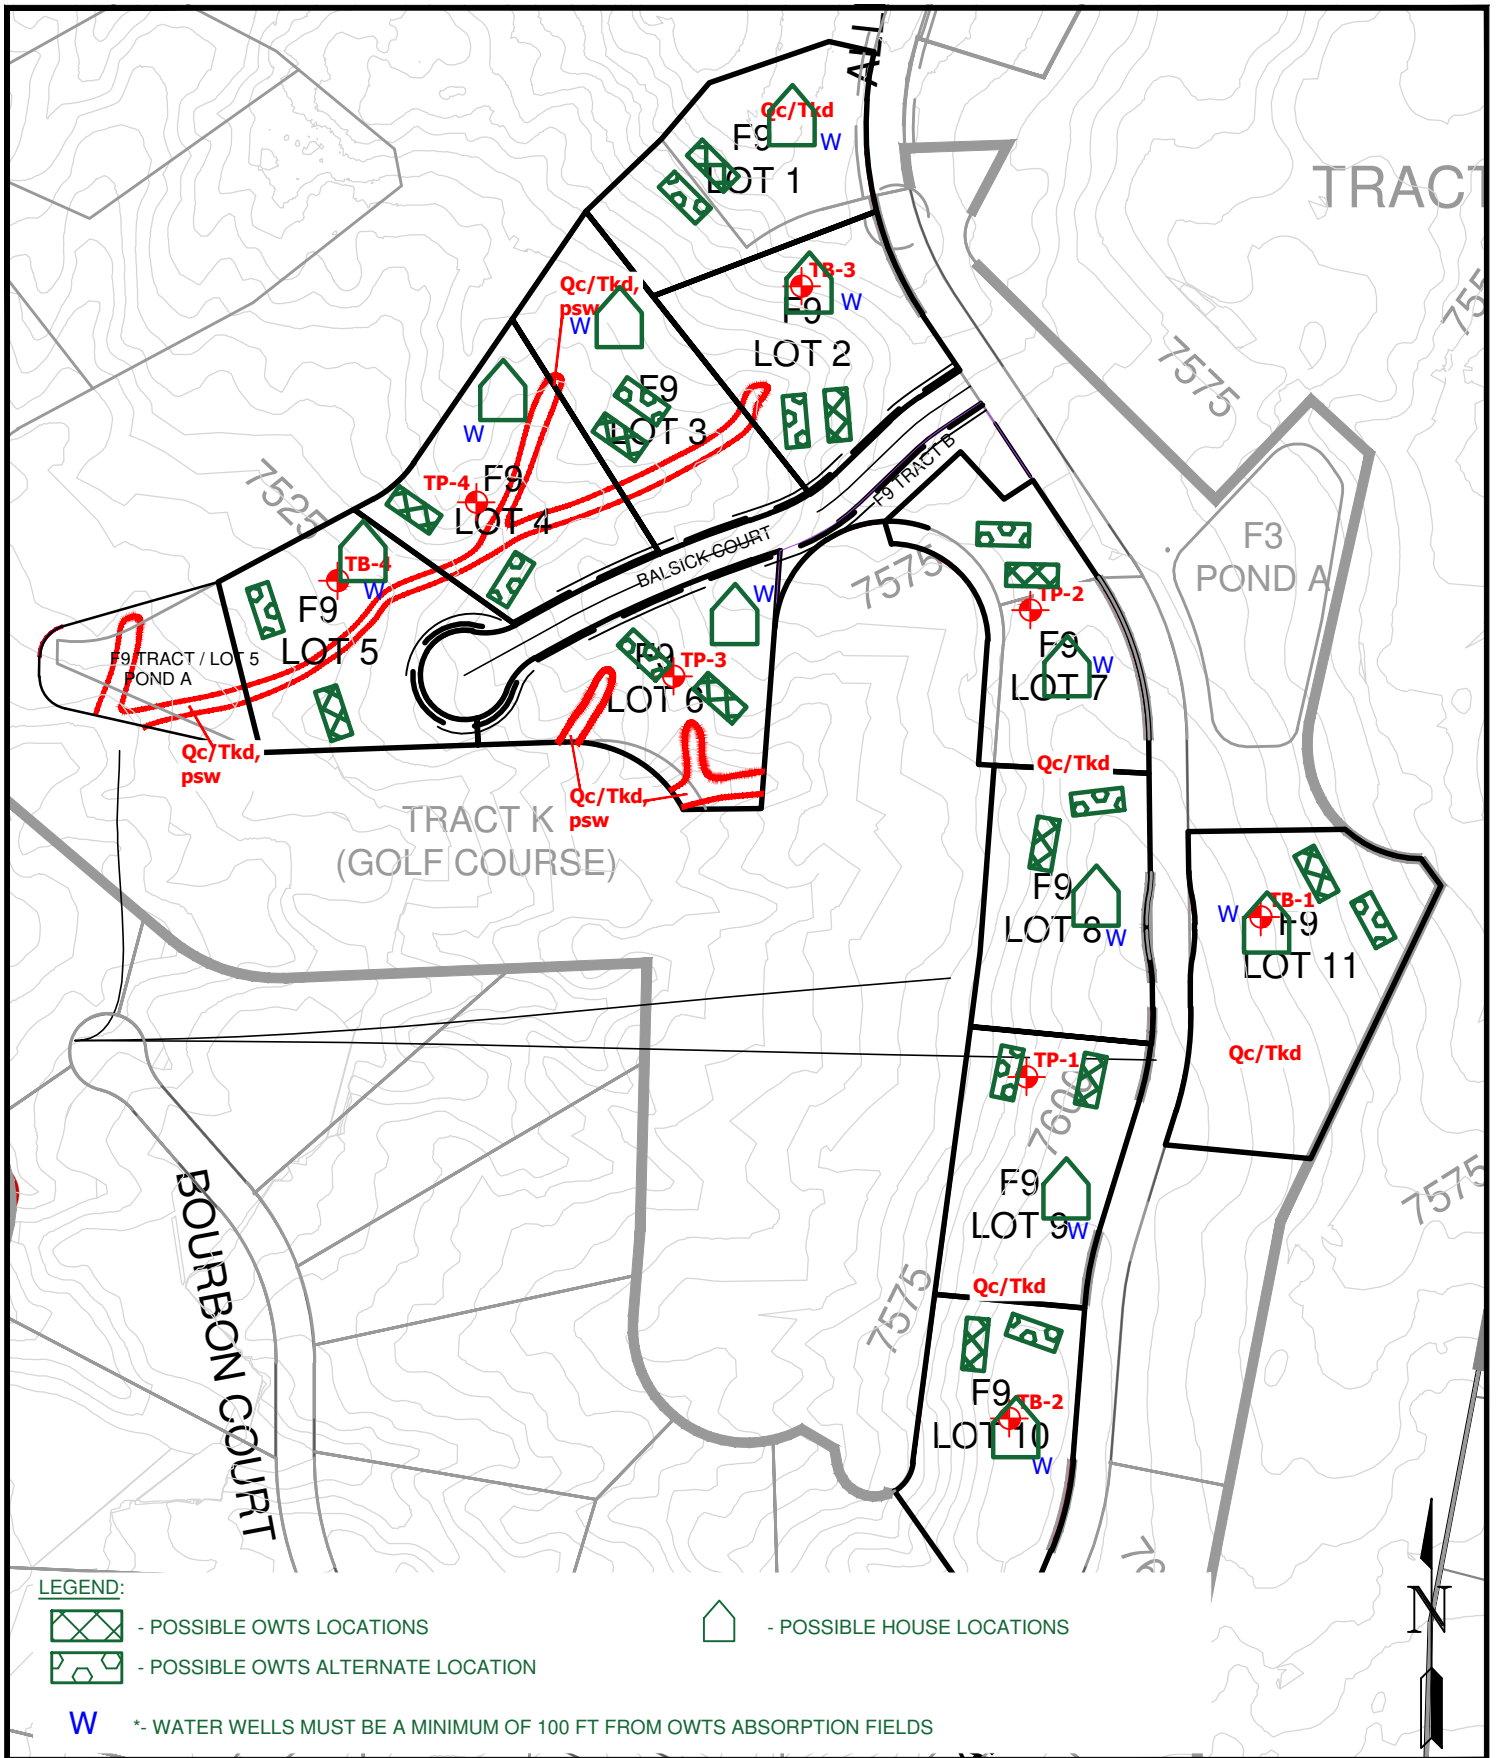 ALL
Qc/Tkd
F9
W
LOT 1
TRACT
TB-3
Qc/Tkd,
psw
W
W
F9
LOT 2
755
7575
F9
LOT 3
W
F9 TRACT B
TP-4
F9
LOT 4
7525
BALSICK COURT
F3
POND A
7575
TB-4
W
F9
LOT 5
W
TP-2
F9
W
LOT 7
F9 TRACT / LOT 5
POND A
F9
TP-3
LOT 6
Qc/Tkd,
psw
Qc/Tkd
Qc/Tkd,
psw
TRACT K
(GOLF COURSE)
F9
LOT 8
W
TB-1
W
F9
LOT 11
Qc/Tkd
TP-1
7600
F9
LOT 9
W
7575
BOURBON COURT
Qc/Tkd
7575
F9
TB-2
LOT 10
W
76
N
LEGEND:
- POSSIBLE OWTS LOCATIONS
- POSSIBLE HOUSE LOCATIONS
- POSSIBLE OWTS ALTERNATE LOCATION
W *- WATER WELLS MUST BE A MINIMUM OF 100 FT FROM OWTS ABSORPTION FIELDS